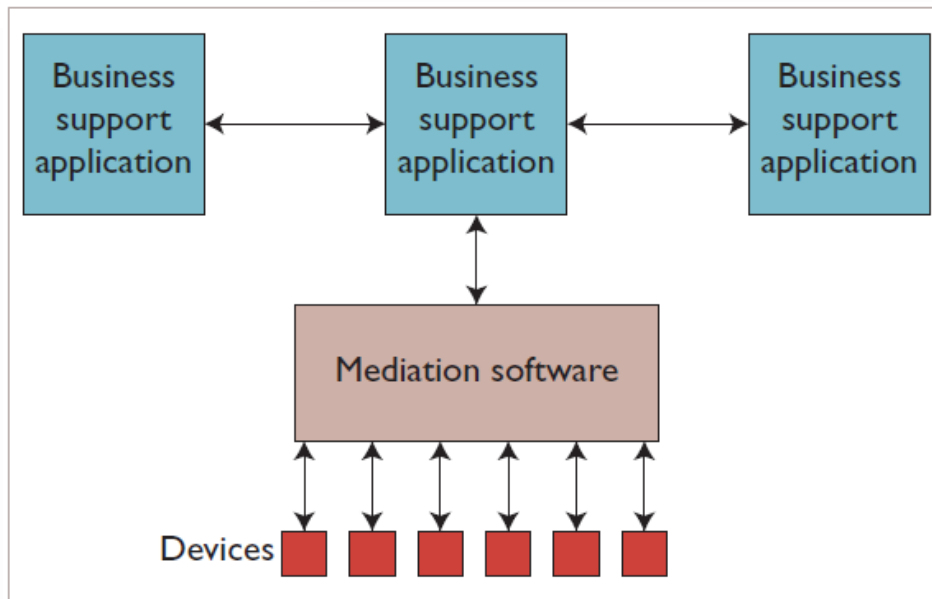 Business
support
application
Business
support
application
Business
support
application
Mediation software
Devices